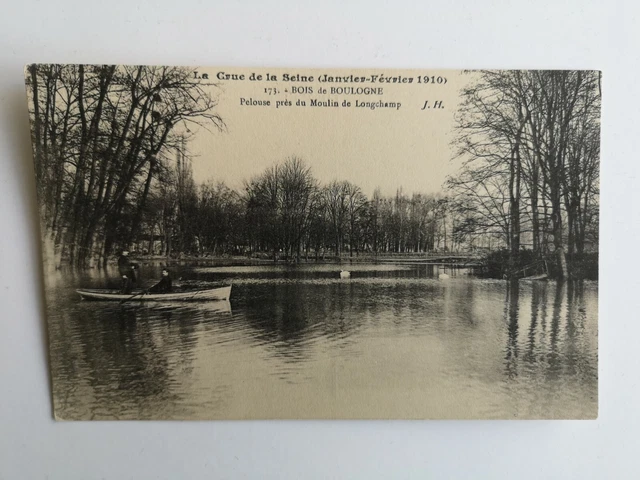 La Crue de la Seine (Janvier-Février 1910)
173. - BOIS de BOULOGNE
Pelouse près du Moulin de Longchamp J. H.